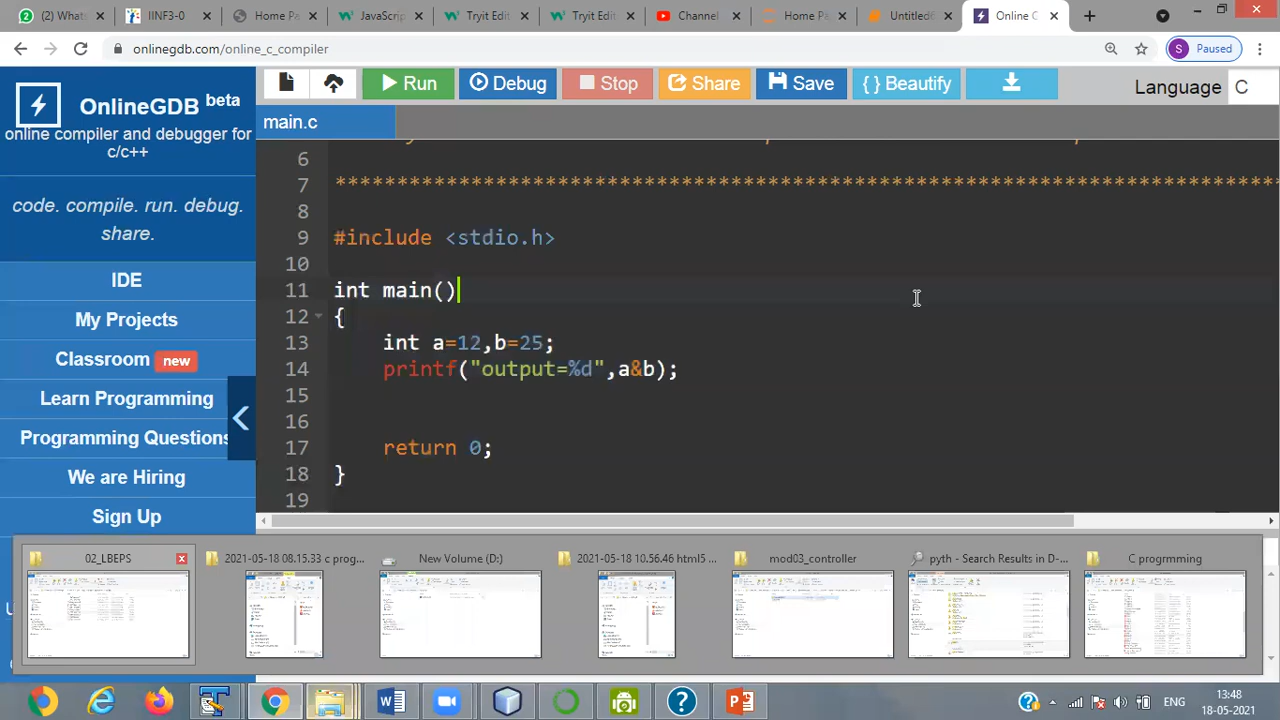 (2) Whats
IINF3-0
Home Pa
JavaScrip
Tryit Edit
Tryit Edit
Channel
Home Pa
Untitled6
Online C
onlinegdb.com/online_c_compiler
S
Paused
OnlineGDB beta
online compiler and debugger for
c/c++
code. compile. run. debug.
share.
IDE
My Projects
Classroom new
Learn Programming
Programming Questions
We are Hiring
Sign Up
Run
Debug
Stop
Share
Save
{ } Beautify
Language C
main.c
6
7 ******************************************************************************
8
9 #include <stdio.h>
10
11 int main()
12 {
13 int a=12,b=25;
14 printf("output=%d",a&b);
15
16
17 return 0;
18 }
19
02_LBEPS
2021-05-18 08.15.33 c prog...
New Volume (D:)
2021-05-18 10.56.46 html5 ...
mod03_controller
pyth - Search Results in D-...
C progrmming
ENG
13:48
18-05-2021